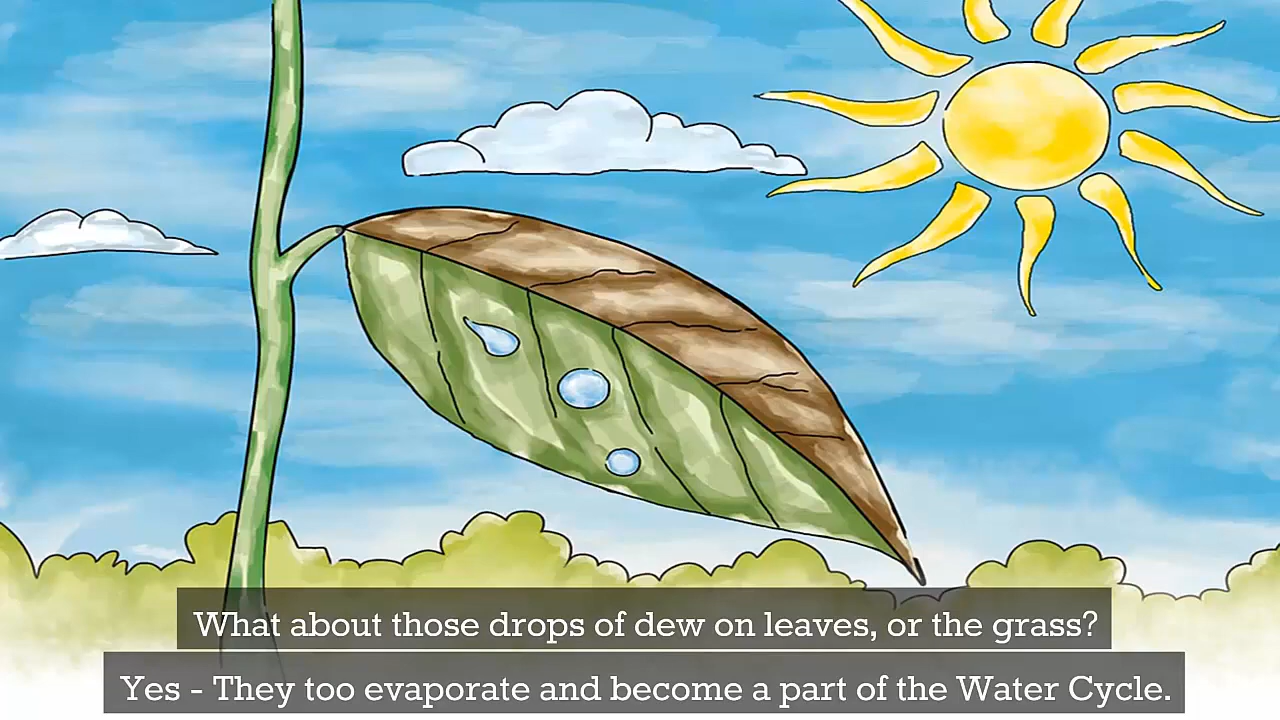 What about those drops of dew on leaves, or the grass?
Yes - They too evaporate and become a part of the Water Cycle.